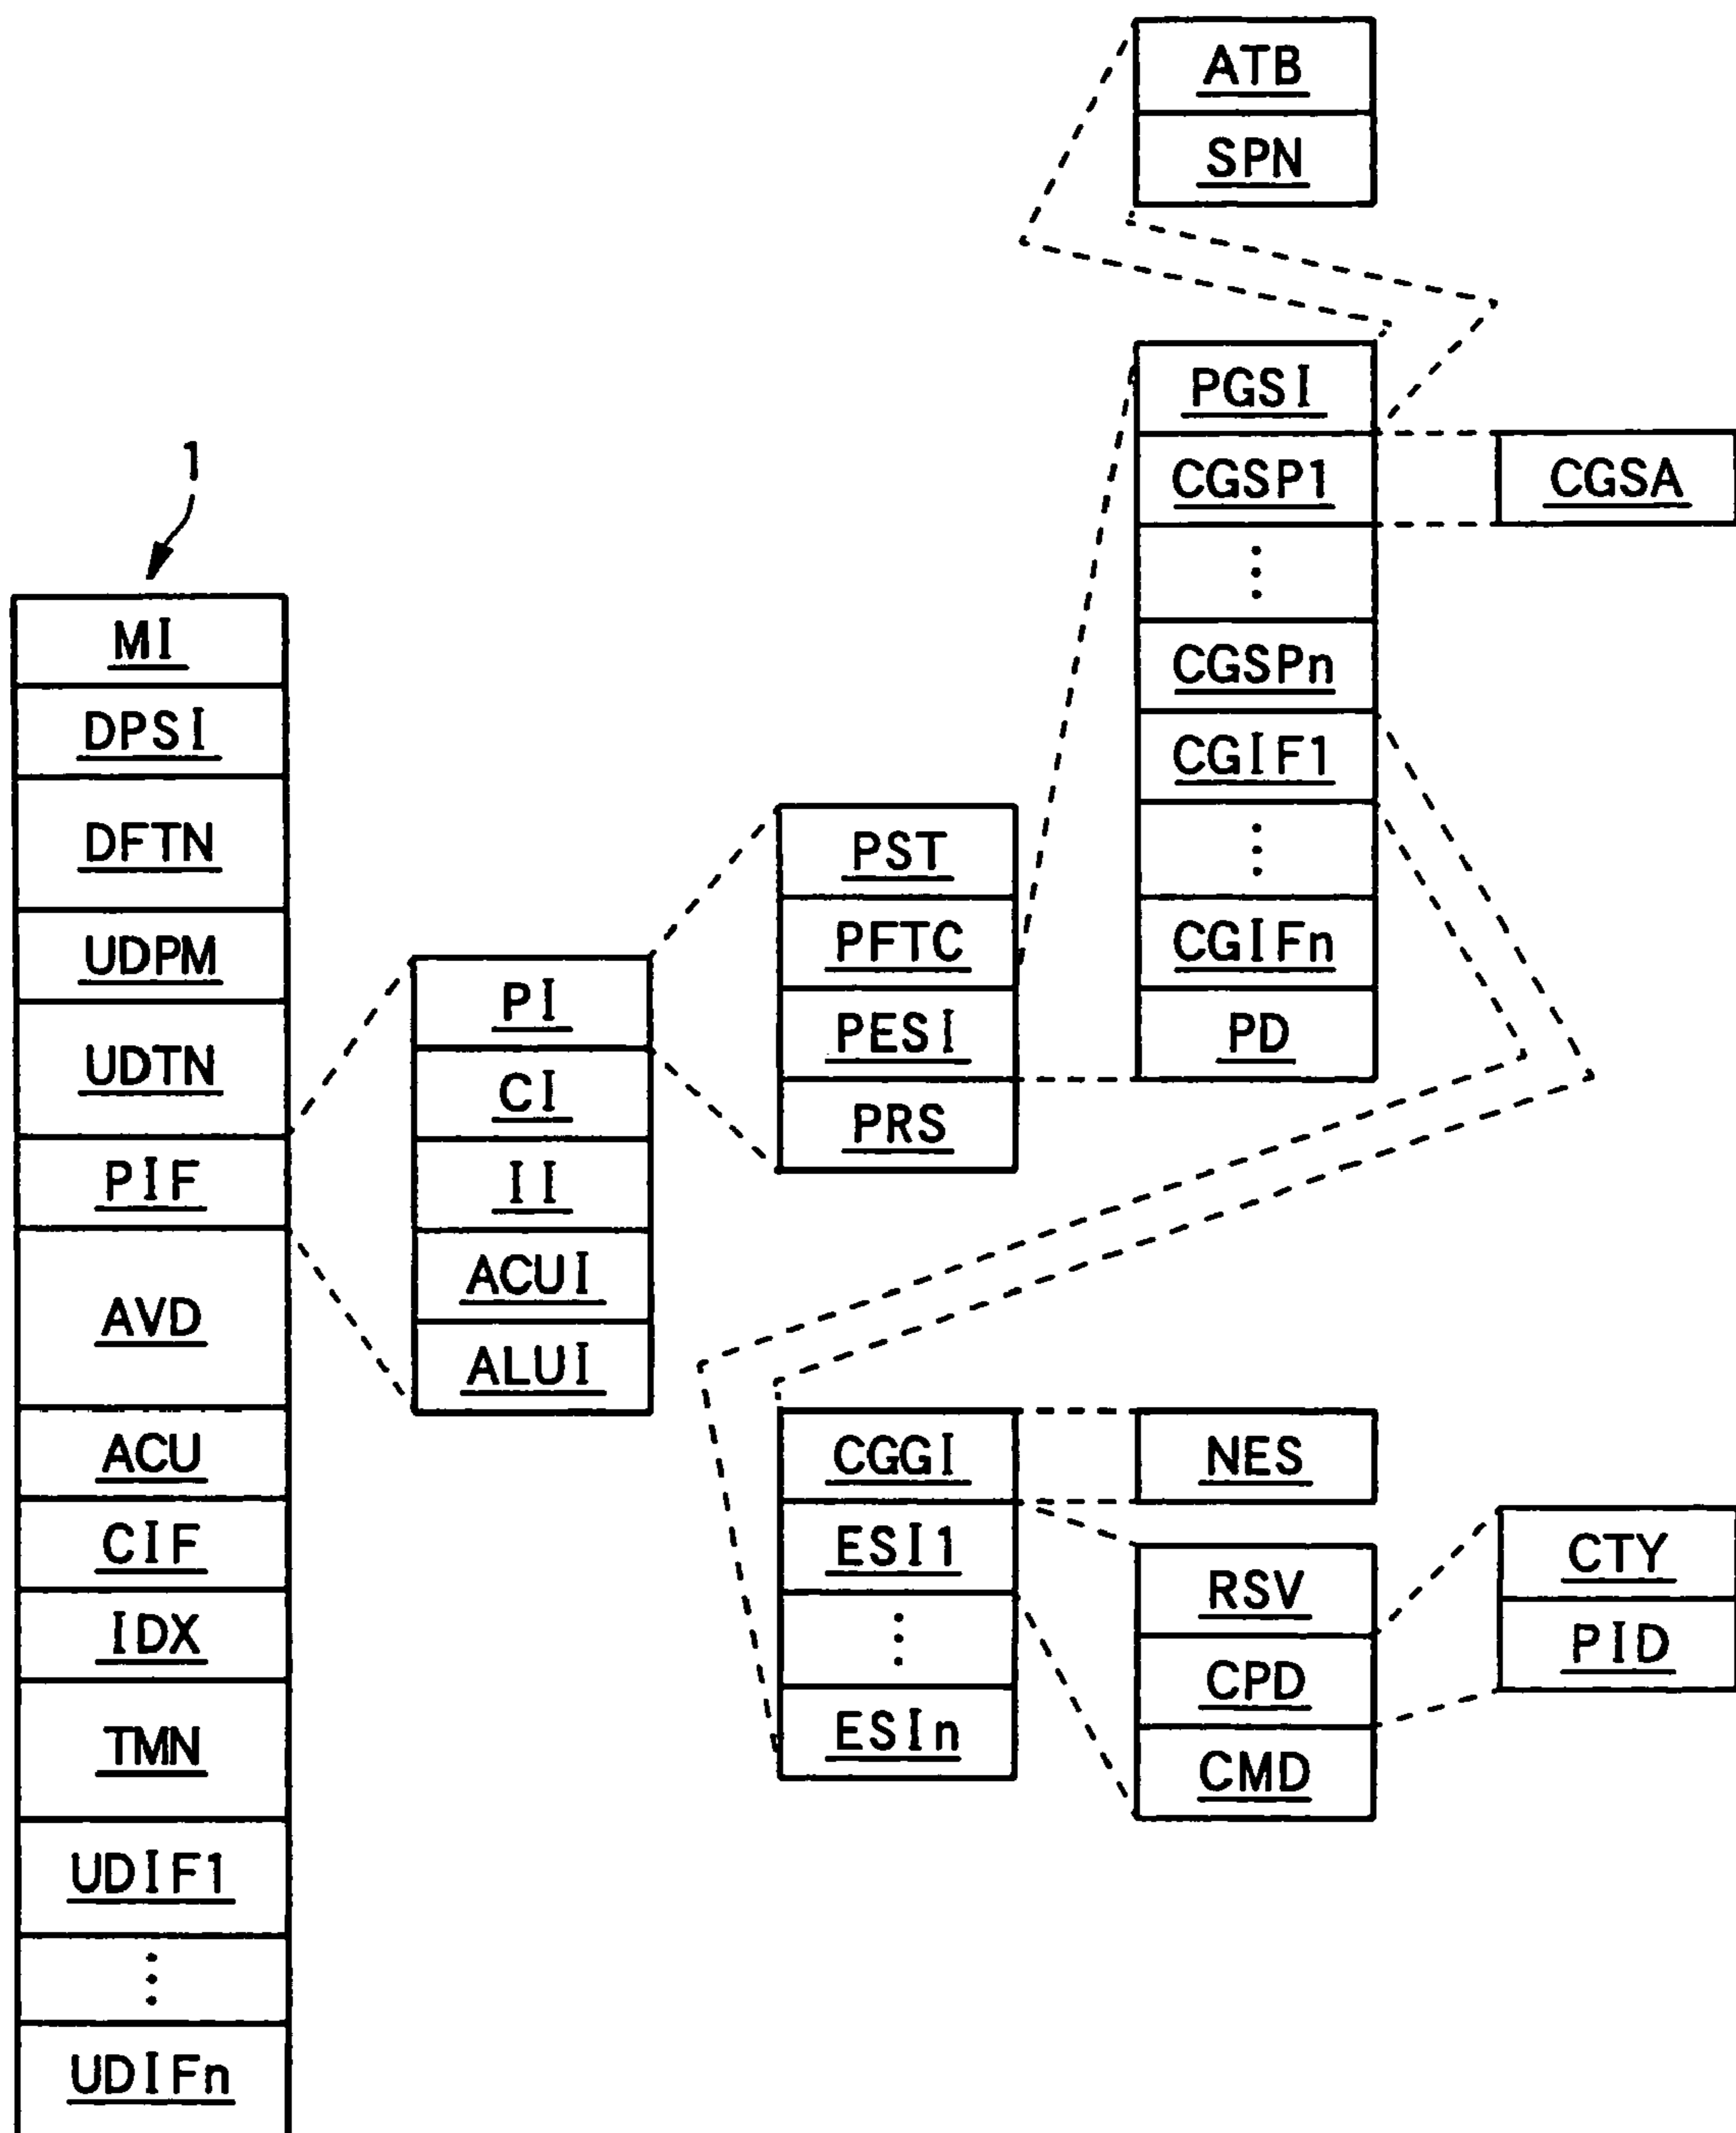 1
MI
DPSI
DFTN
UDPM
UDTN
PIF
AVD
ACU
CIF
IDX
TMN
UDIF1
⋮
UDIFn
PI
CI
II
ACUI
ALUI
PST
PFTC
PESI
PRS
ATB
SPN
PGSI
CGSP1
⋮
CGSPn
CGIF1
⋮
CGIFn
PD
CGSA
CGGI
ESI1
⋮
ESIn
NES
RSV
CPD
CMD
CTY
PID